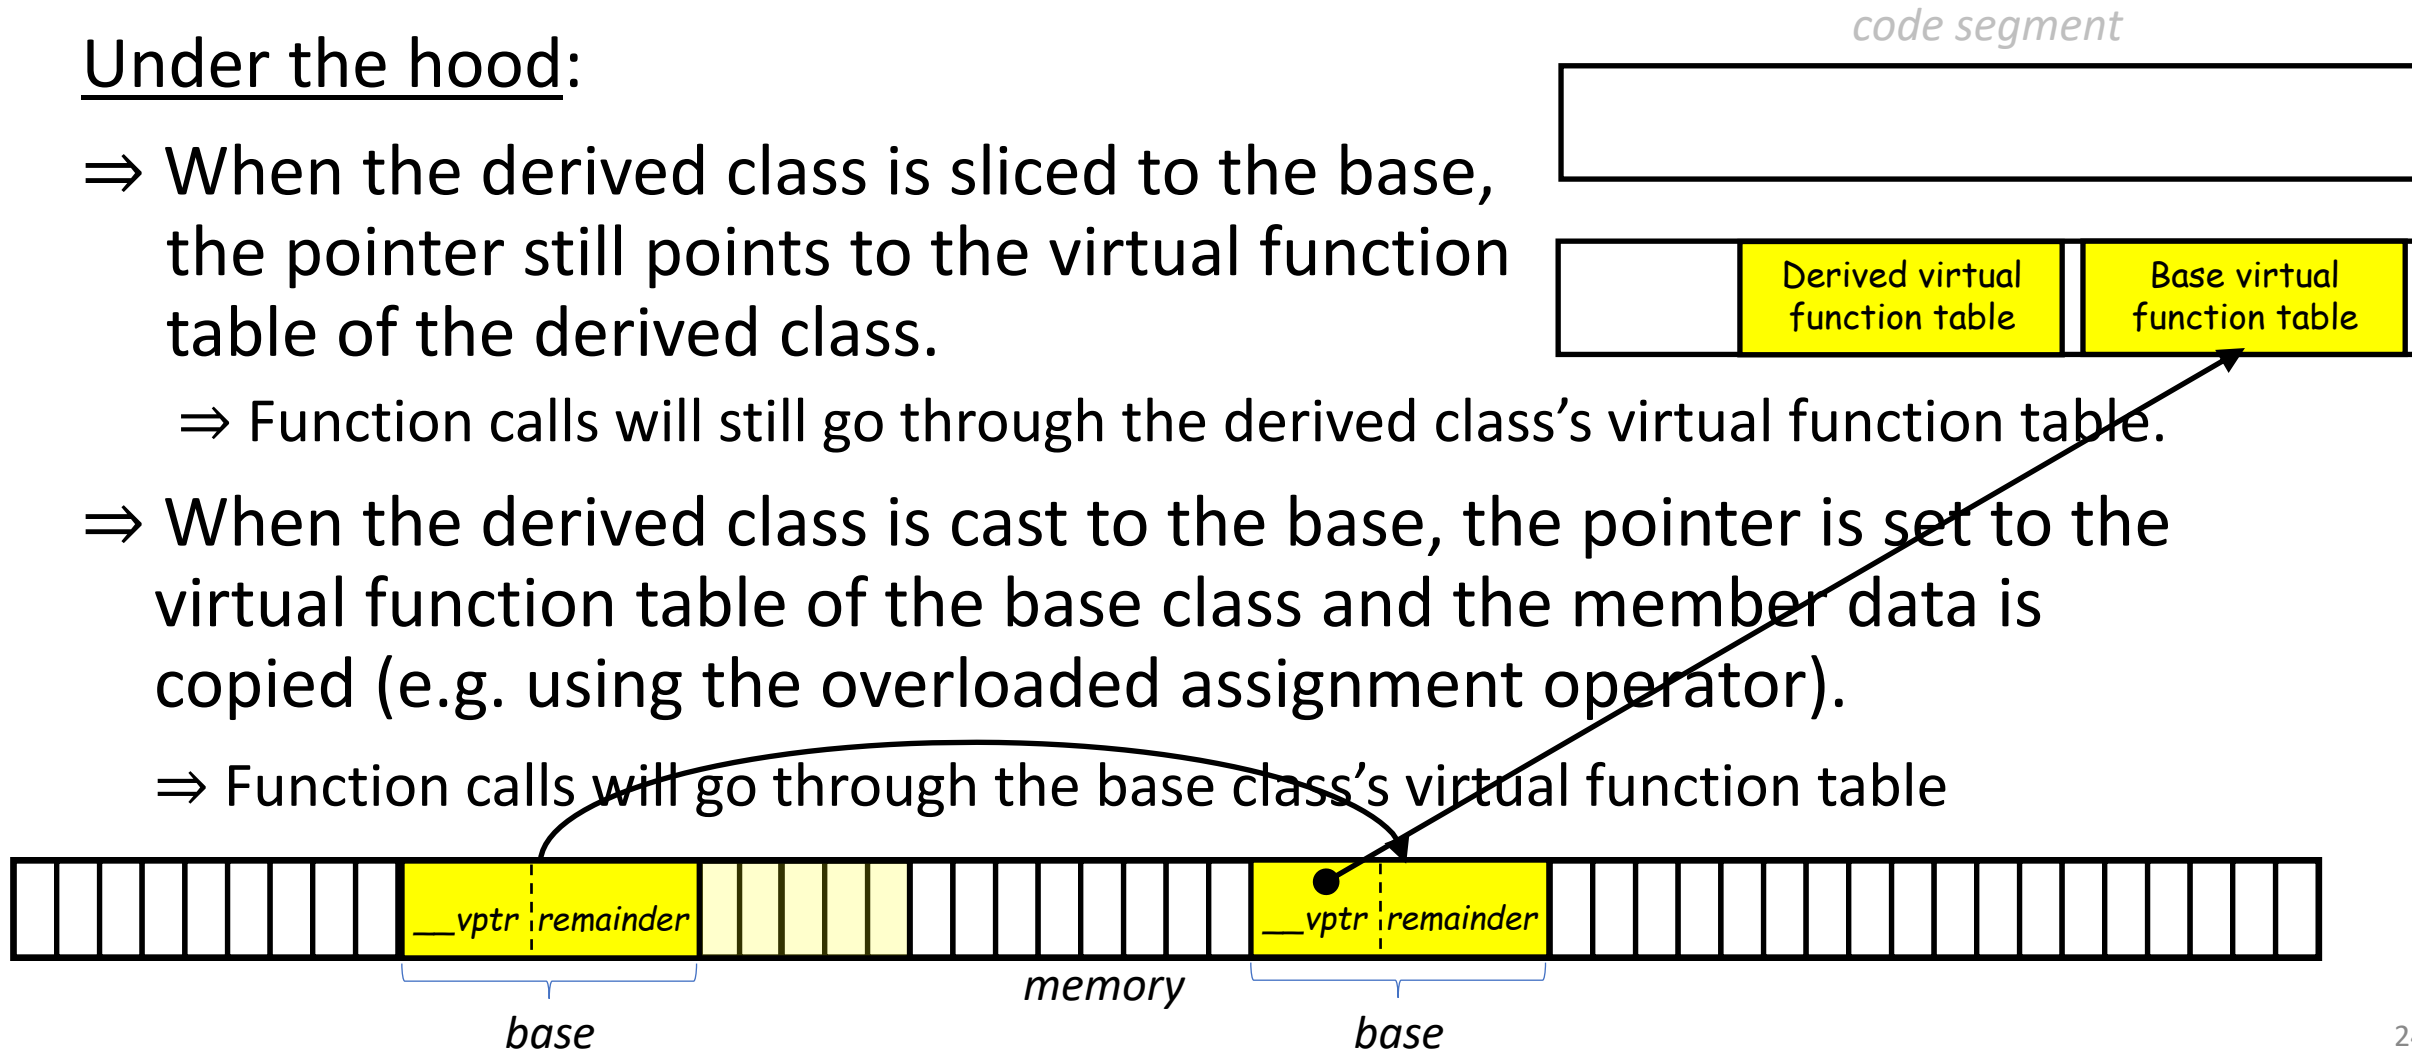 code segment
Under the hood:
⇒ When the derived class is sliced to the base,
the pointer still points to the virtual function
table of the derived class.
Derived virtual
function table
Base virtual
function table
⇒ Function calls will still go through the derived class’s virtual function table.
⇒ When the derived class is cast to the base, the pointer is set to the
virtual function table of the base class and the member data is
copied (e.g. using the overloaded assignment operator).
⇒ Function calls will go through the base class’s virtual function table
__vptr remainder
__vptr remainder
memory
base
base